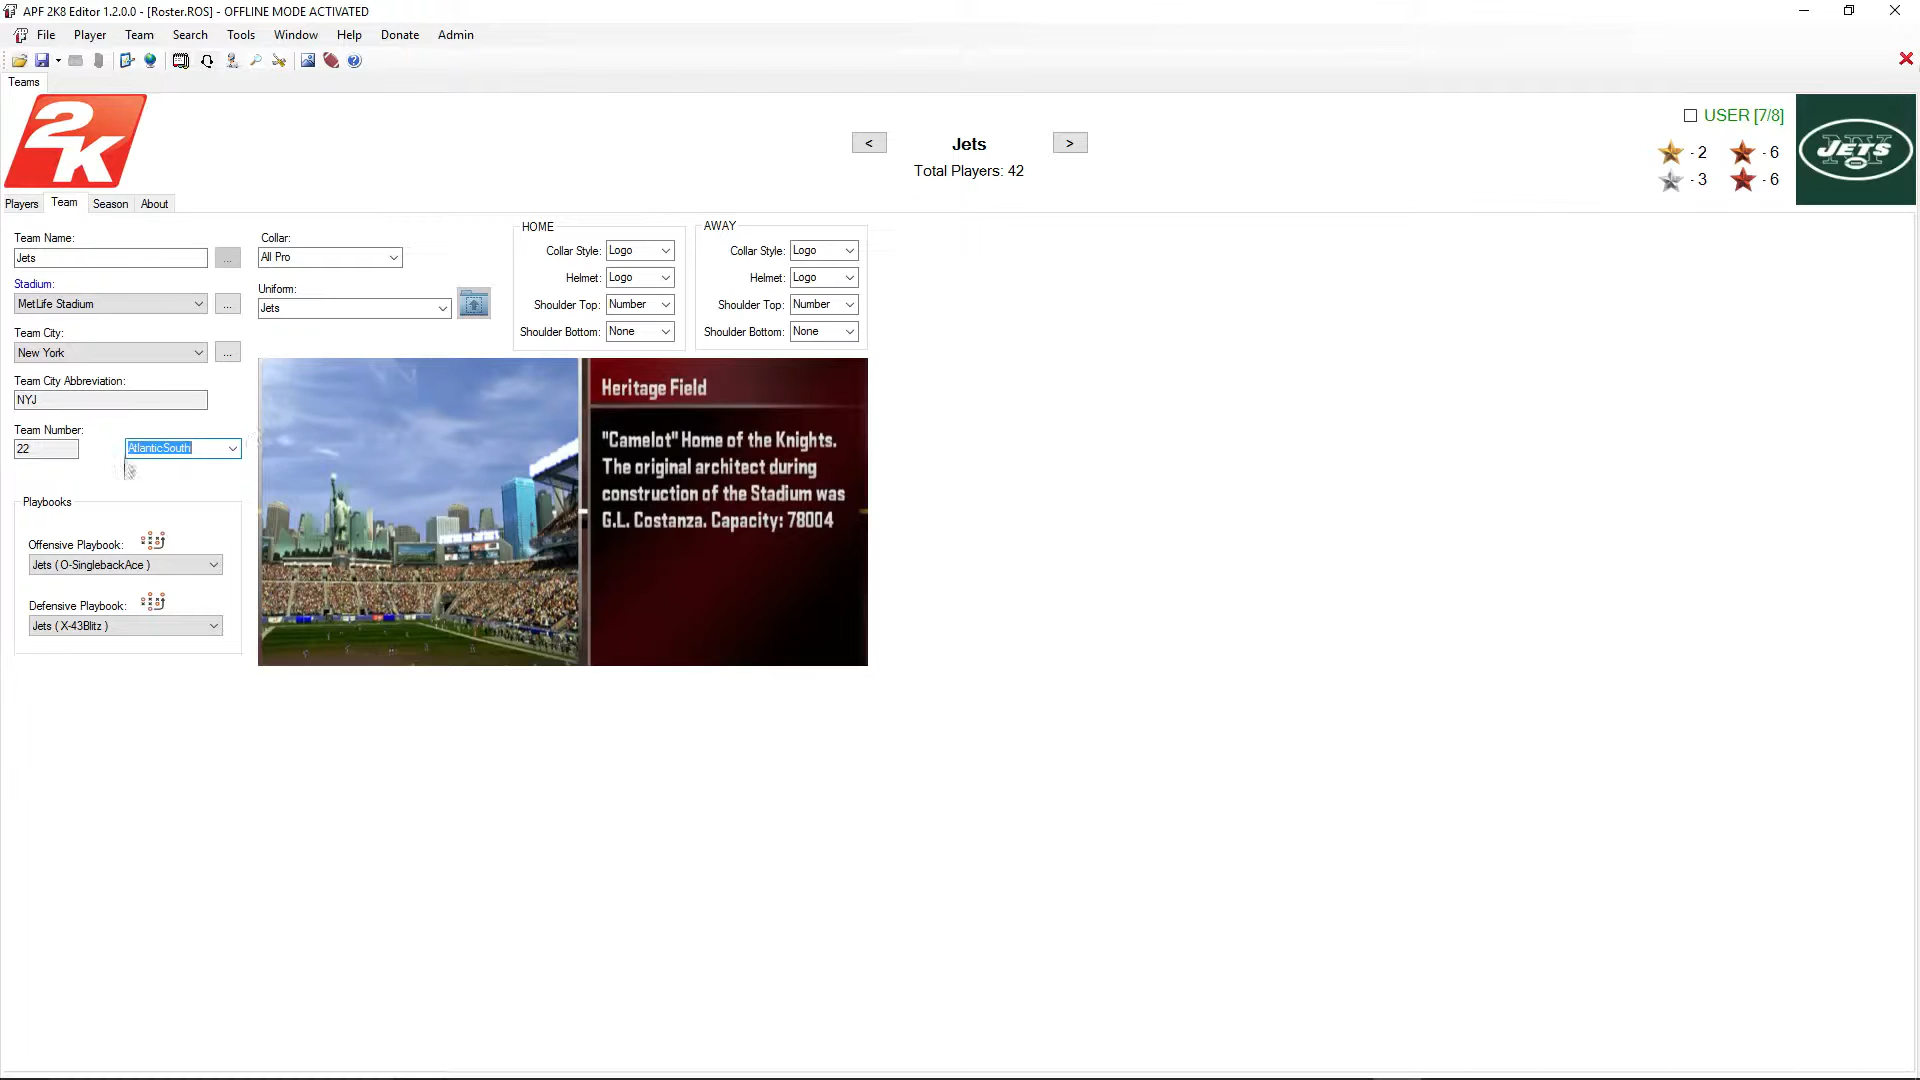 APF 2K8 Editor 1.2.0.0 - [Roster.ROS] - OFFLINE MODE ACTIVATED
File Player Team Search Tools Window Help Donate Admin
Teams
2K
< Jets >
Total Players: 42
USER [7/8]
- 2 - 6
- 3 - 6
NY JETS
Players Team Season About
Team Name:
Jets ...
Stadium:
MetLife Stadium ...
Team City:
New York ...
Team City Abbreviation:
NYJ
Team Number:
22 AtlanticSouth
Playbooks
Offensive Playbook:
Jets ( O-SinglebackAce )
Defensive Playbook:
Jets ( X-43Blitz )
Collar:
All Pro
Uniform:
Jets
HOME
Collar Style: Logo
Helmet: Logo
Shoulder Top: Number
Shoulder Bottom: None
AWAY
Collar Style: Logo
Helmet: Logo
Shoulder Top: Number
Shoulder Bottom: None
Heritage Field
"Camelot" Home of the Knights.
The original architect during
construction of the Stadium was
G.L. Costanza. Capacity: 78004